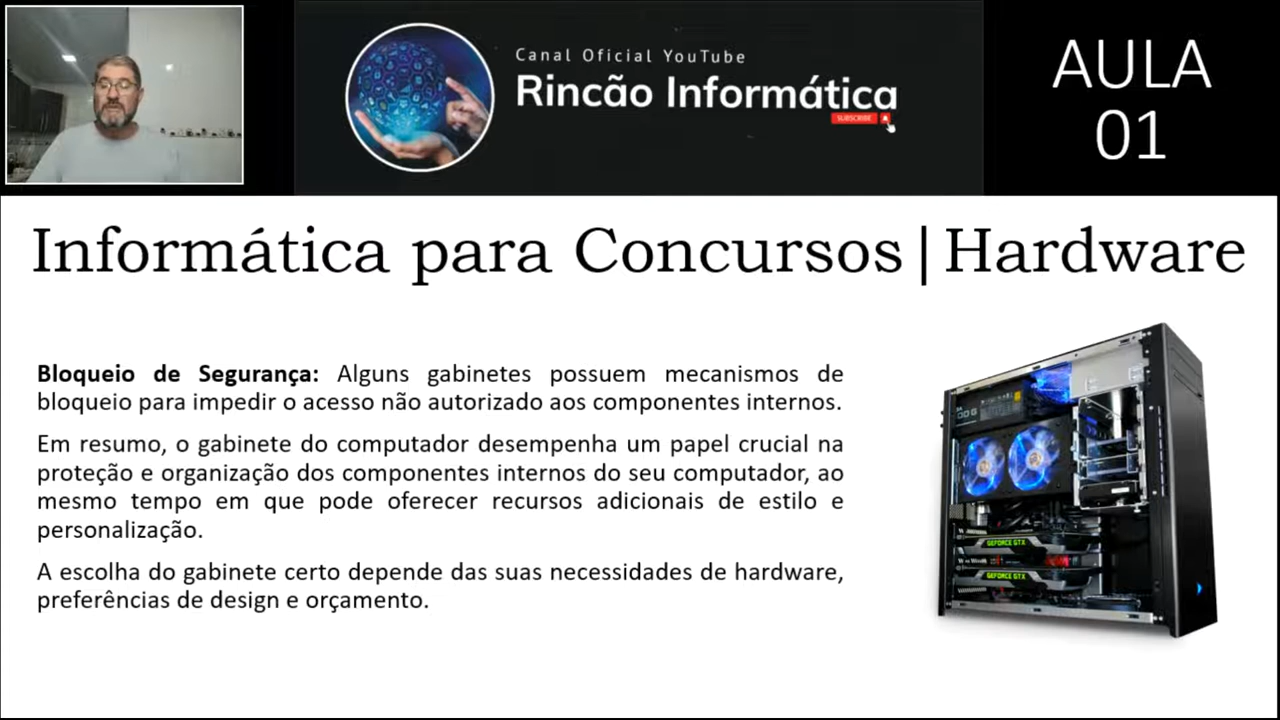 Canal Oficial YouTube
Rincão Informática
SUBSCRIBE
AULA
01
Informática para Concursos|Hardware
Bloqueio de Segurança: Alguns gabinetes possuem mecanismos de
bloqueio para impedir o acesso não autorizado aos componentes internos.
Em resumo, o gabinete do computador desempenha um papel crucial na
proteção e organização dos componentes internos do seu computador, ao
mesmo tempo em que pode oferecer recursos adicionais de estilo e
personalização.
A escolha do gabinete certo depende das suas necessidades de hardware,
preferências de design e orçamento.
GEFORCE GTX
GEFORCE GTX